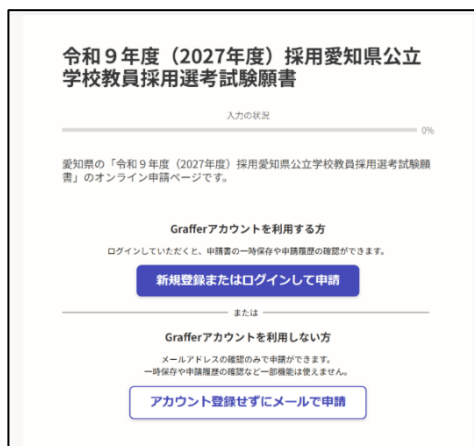 令和９年度（2027年度）採用愛知県公立
学校教員採用選考試験願書
入力の状況
0%
愛知県の「令和９年度（2027年度）採用愛知県公立学校教員採用選考試験願
書」のオンライン申請ページです。
Grafferアカウントを利用する方
ログインしていただくと、申請書の一時保存や申請履歴の確認ができます。
新規登録またはログインして申請
または
Grafferアカウントを利用しない方
メールアドレスの確認のみで申請ができます。
一時保存や申請履歴の確認など一部機能は使えません。
アカウント登録せずにメールで申請